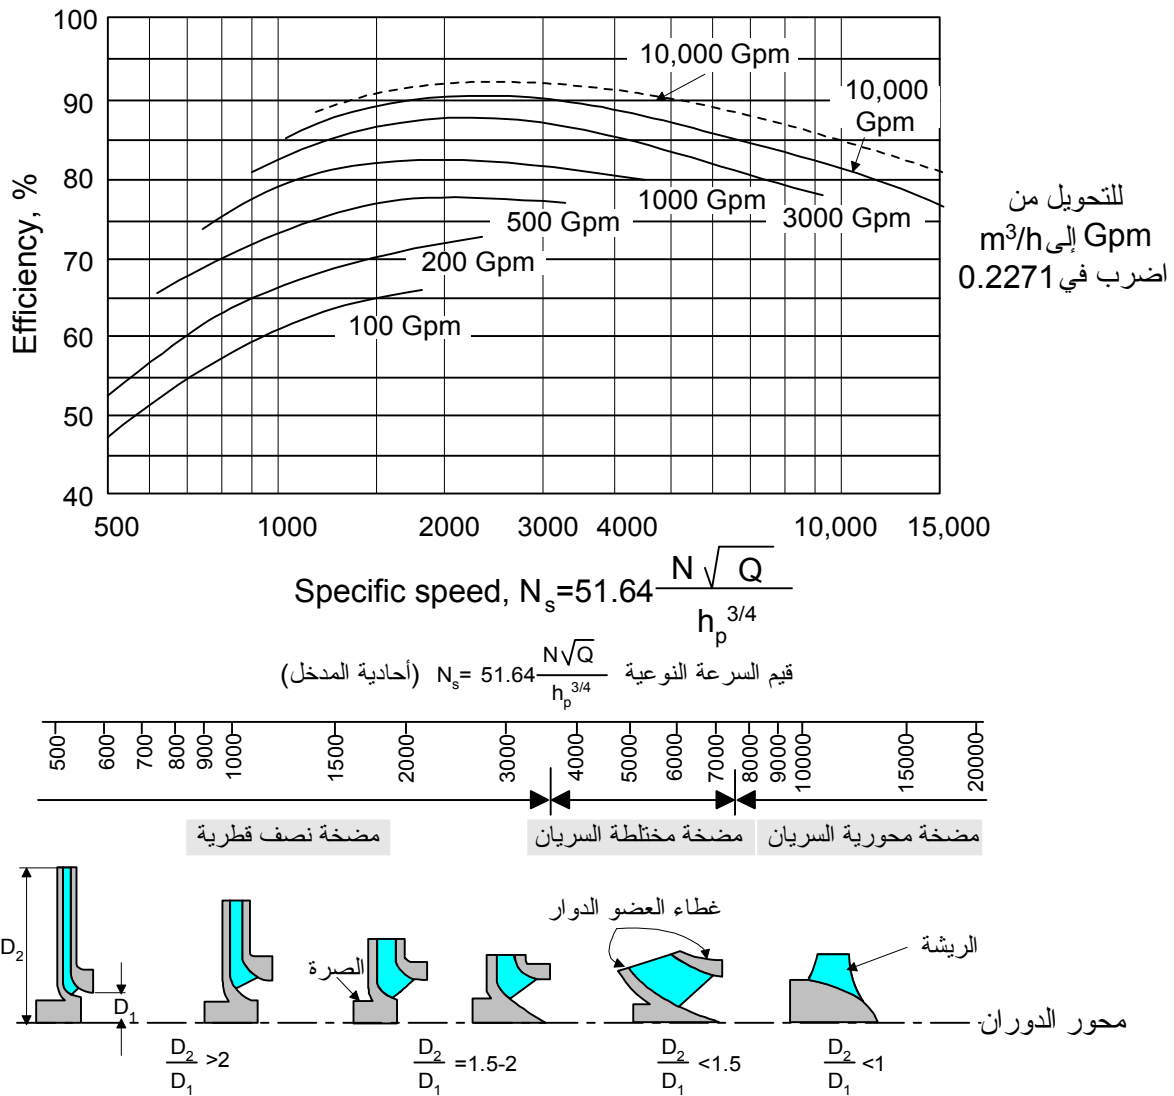 100
90
80
70
60
50
40
Efficiency, %
10,000 Gpm
10,000
Gpm
1000 Gpm
3000 Gpm
500 Gpm
200 Gpm
100 Gpm
للتحويل من
Gpm إلى m³/h
اضرب في 0.2271
500 1000 2000 3000 4000 10,000 15,000
Specific speed, Nₛ=51.64 N √Q / hₚ^3/4
قيم السرعة النوعية Nₛ= 51.64 N√Q / hₚ^3/4 (أحادية المدخل)
500 600 700 800 900 1000 1500 2000 3000 4000 5000 6000 7000 8000 9000 10000 15000 20000
مضخة نصف قطرية
مضخة مختلطة السريان
مضخة محورية السريان
غطاء العضو الدوار
الريشة
الصرة
D₂
D₁
محور الدوران
D₂/D₁ >2
D₂/D₁ =1.5-2
D₂/D₁ <1.5
D₂/D₁ <1